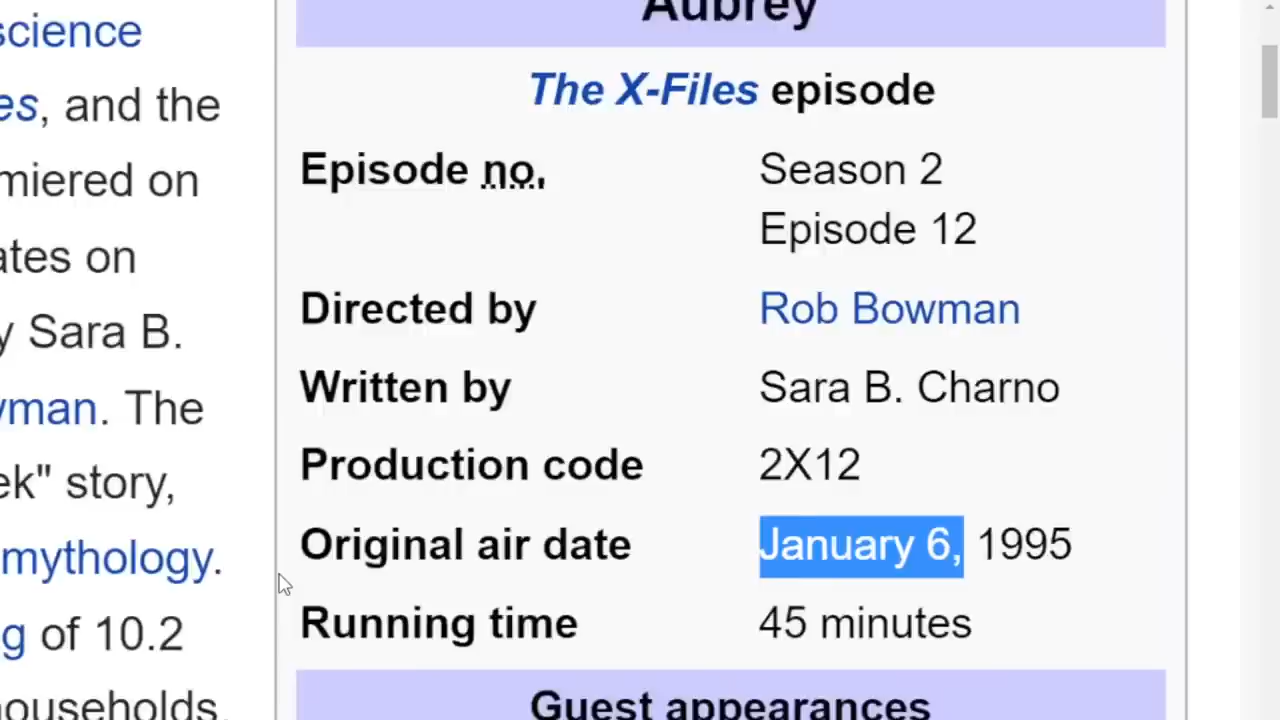 science
es, and the
miered on
ates on
y Sara B.
wman. The
ek" story,
mythology.
g of 10.2
households.
Aubrey
The X-Files episode
Episode no. Season 2
Episode 12
Directed by Rob Bowman
Written by Sara B. Charno
Production code 2X12
Original air date January 6, 1995
Running time 45 minutes
Guest appearances